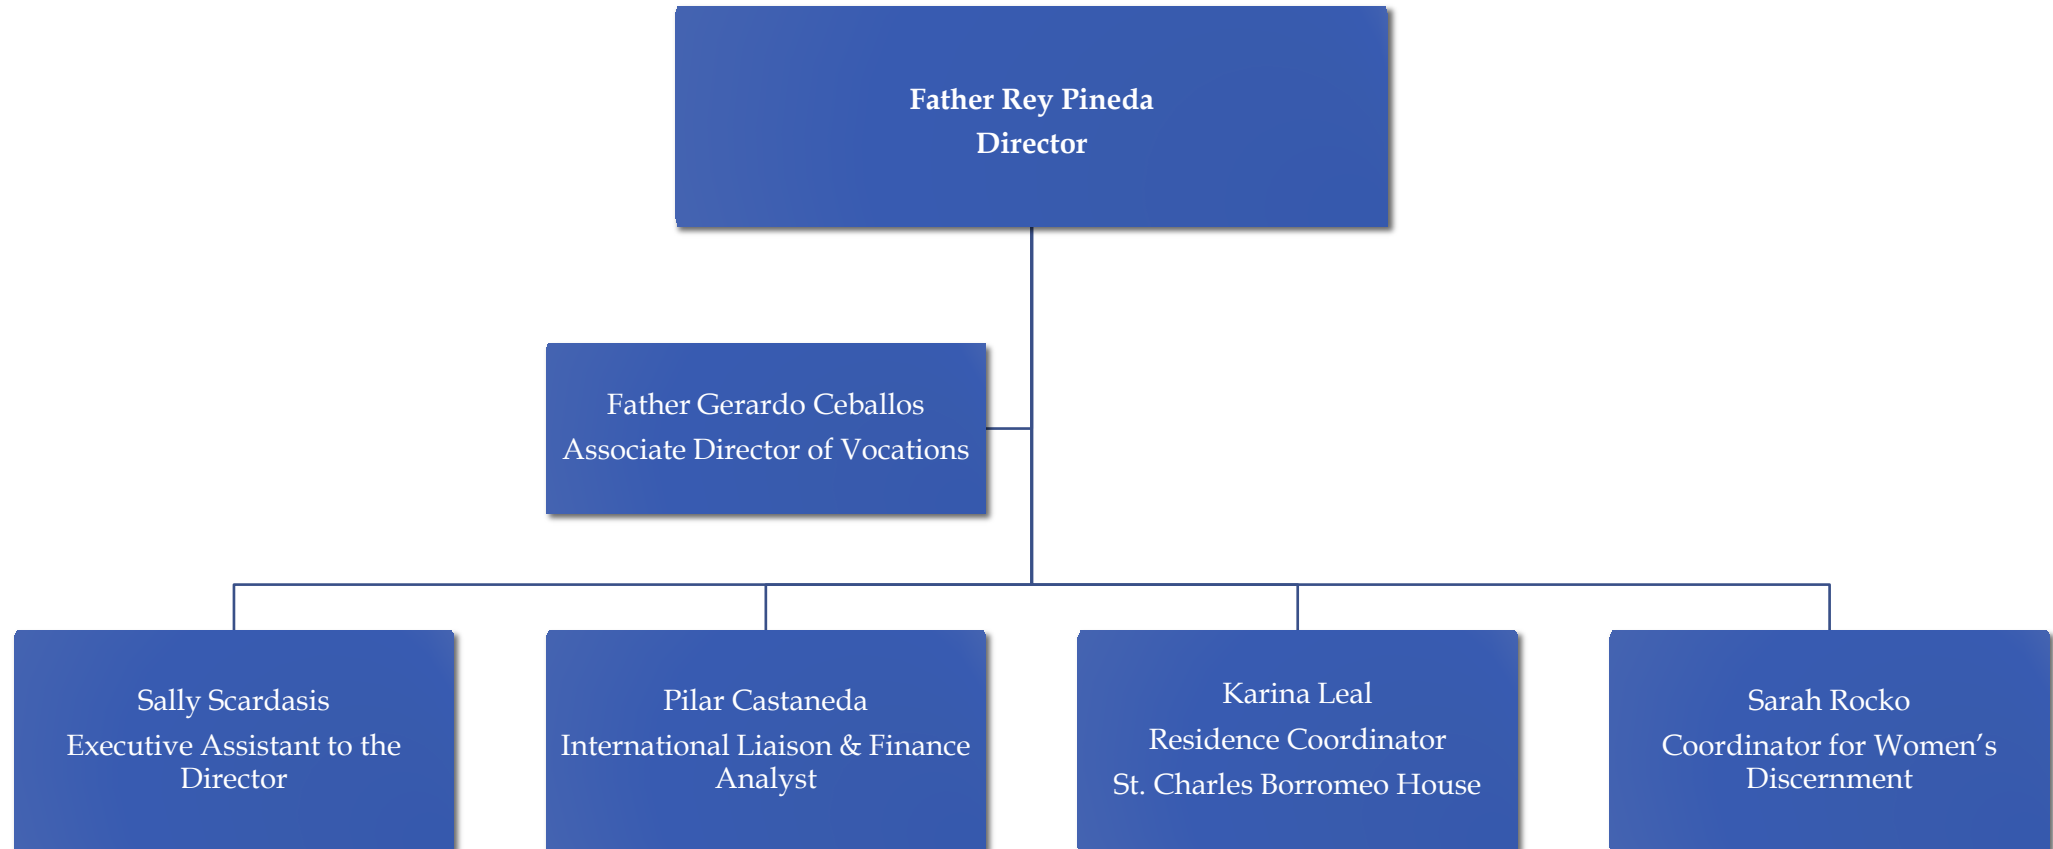 Father Rey Pineda
Director
Father Gerardo Ceballos
Associate Director of Vocations
Sally Scardasis
Executive Assistant to the
Director
Pilar Castaneda
International Liaison & Finance
Analyst
Karina Leal
Residence Coordinator
St. Charles Borromeo House
Sarah Rocko
Coordinator for Women’s
Discernment